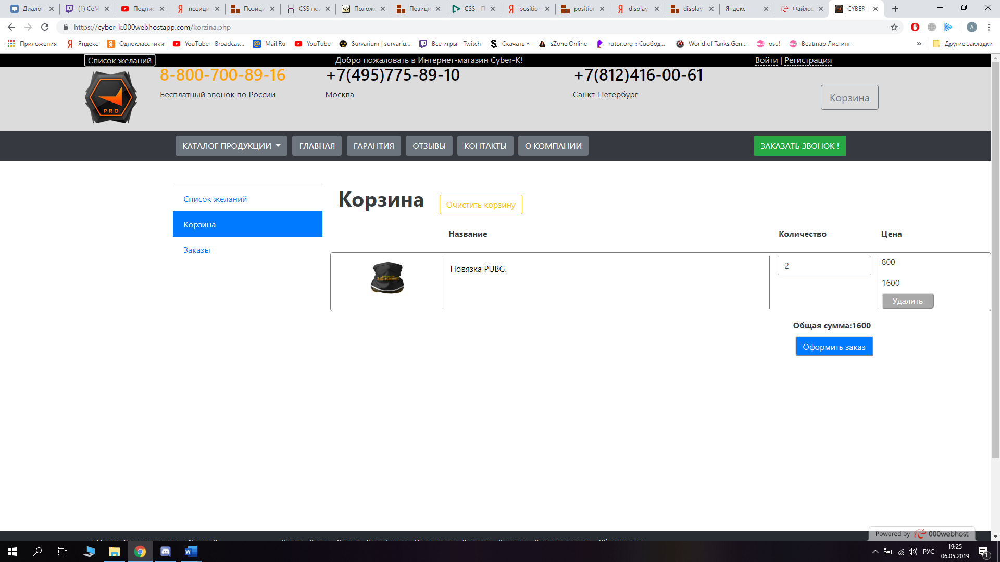 Диалог
(1) СеМ
Подпис
позици
Позици
CSS поз
Положе
Позици
CSS - П
position
position
display
display
Яндекс
Файлов
CYBER-
https://cyber-k.000webhostapp.com/korzina.php
Приложения
Яндекс
Одноклассники
YouTube - Broadcas...
Mail.Ru
YouTube
Survarium | survariu...
Все игры - Twitch
Скачать »
sZone Online
rutor.org :: Свобод...
World of Tanks Gen...
osu!
Beatmap Листинг
»
Другие закладки
Список желаний
Добро пожаловать в Интернет-магазин Cyber-K!
Войти | Регистрация
PRO
8-800-700-89-16
Бесплатный звонок по России
+7(495)775-89-10
Москва
+7(812)416-00-61
Санкт-Петербург
Корзина
КАТАЛОГ ПРОДУКЦИИ
ГЛАВНАЯ
ГАРАНТИЯ
ОТЗЫВЫ
КОНТАКТЫ
О КОМПАНИИ
ЗАКАЗАТЬ ЗВОНОК !
Список желаний
Корзина
Заказы
Корзина
Очистить корзину
Название
Количество
Цена
Повязка PUBG.
2
800
1600
Удалить
Общая сумма:1600
Оформить заказ
Powered by 000webhost
РУС
19:25
06.05.2019
1